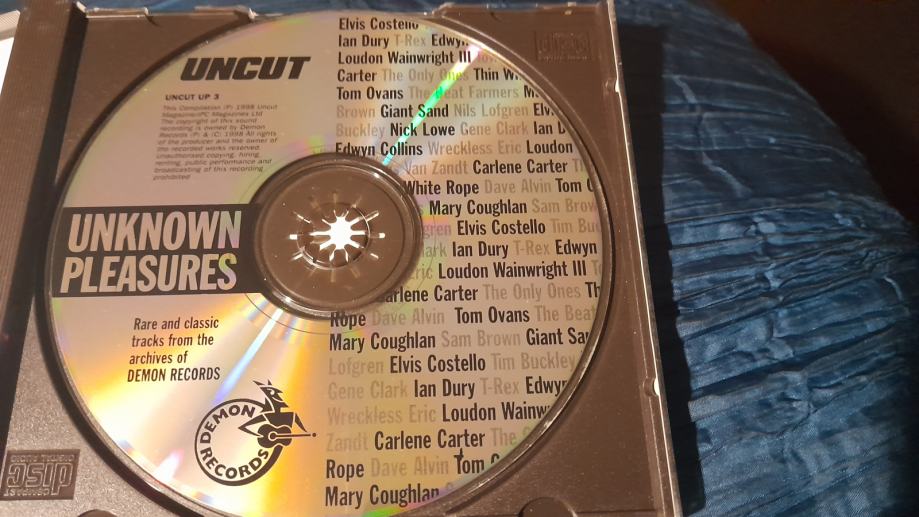 UNCUT
UNCUT UP 3
This Compilation (P) 1998 Uncut
Magazine/IPC Magazines Ltd
The copyright of this sound
recording is owned by Demon
records (P) & (C) 1998 All rights
of the producer and the owner of
the recorded works reserved.
Unauthorised copying, hiring,
renting, public performance and
broadcasting of this recording
prohibited
UNKNOWN
PLEASURES
Rare and classic
tracks from the
archives of
DEMON RECORDS
DEMON RECORDS
Elvis Costello
Ian Dury T-Rex Edwyn
Loudon Wainwright III
Carter The Only Ones Thin
Tom Ovans The Beat Farmers
Brown Giant Sand Nils Lofgren
Buckley Nick Lowe Gene Clark Ian
Edwyn Collins Wreckless Eric Loudon
Van Zandt Carlene Carter
White Rope Dave Alvin Tom
Mary Coughlan Sam Brown
Elvis Costello Tim
Ian Dury T-Rex Edwyn
Loudon Wainwright III
Carlene Carter The Only Ones
Rope Dave Alvin Tom Ovans The Beat
Mary Coughlan Sam Brown Giant
Lofgren Elvis Costello Tim Buckley
Gene Clark Ian Dury T-Rex Edwyn
Wreckless Eric Loudon
Zandt Carlene Carter The
Rope Dave Alvin Tom
Mary Coughlan
COMPACT
disc
DIGITAL AUDIO